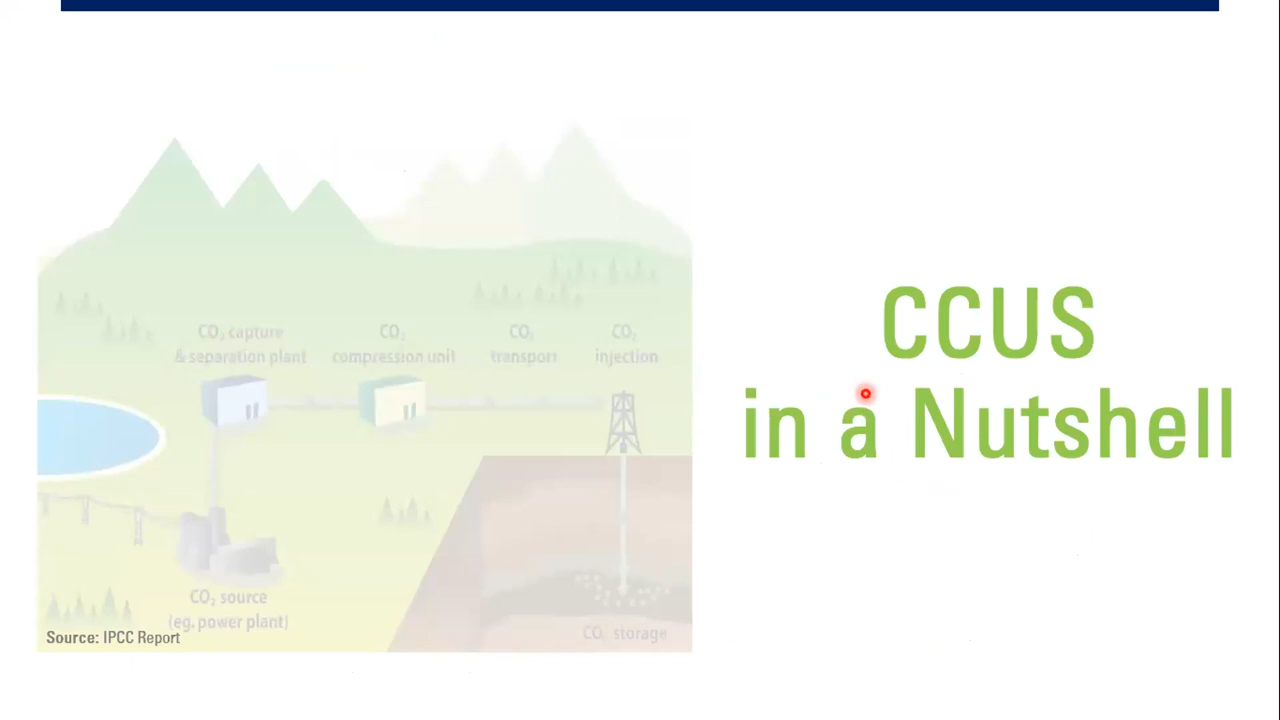 CO₂ capture
& separation plant
CO₂
compression unit
CO₂
transport
CO₂
injection
CO₂ source
(eg. power plant)
Source: IPCC Report
CO₂ storage
CCUS
in a Nutshell